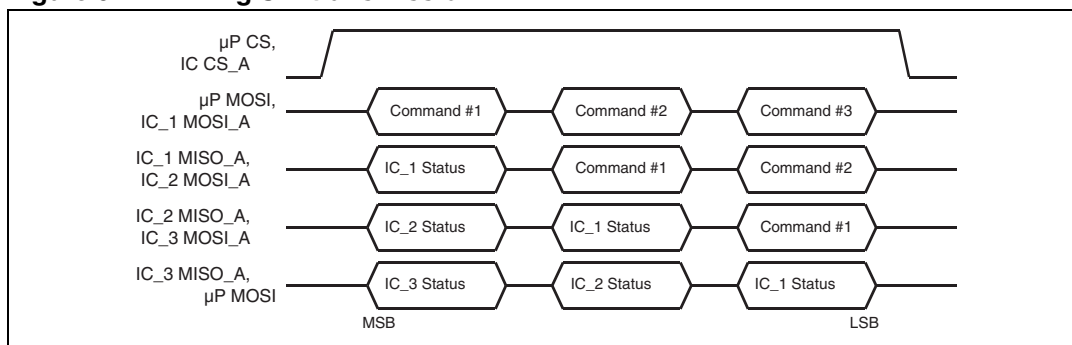 µP CS,
IC CS_A
µP MOSI,
IC_1 MOSI_A
Command #1 Command #2 Command #3
IC_1 MISO_A,
IC_2 MOSI_A
IC_1 Status Command #1 Command #2
IC_2 MISO_A,
IC_3 MOSI_A
IC_2 Status IC_1 Status Command #1
IC_3 MISO_A,
µP MOSI
IC_3 Status IC_2 Status IC_1 Status
MSB LSB